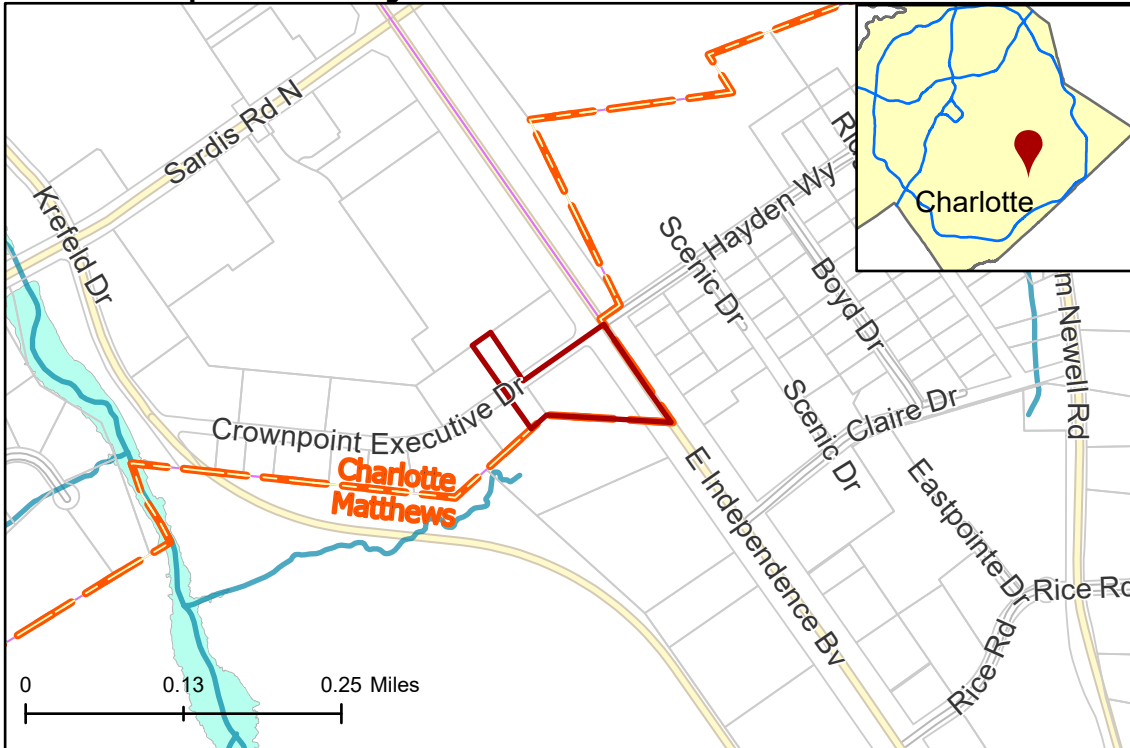 Sardis Rd N
Krefeld Dr
Charlotte
Hayden Wy
Scenic Dr
Boyd Dr
Crownpoint Executive Dr
Charlotte
Matthews
Claire Dr
Scenic Dr
Newell Rd
E Independence Bv
Eastpointe Dr
Rice Rd
Rice Rd
0
0.13
0.25 Miles